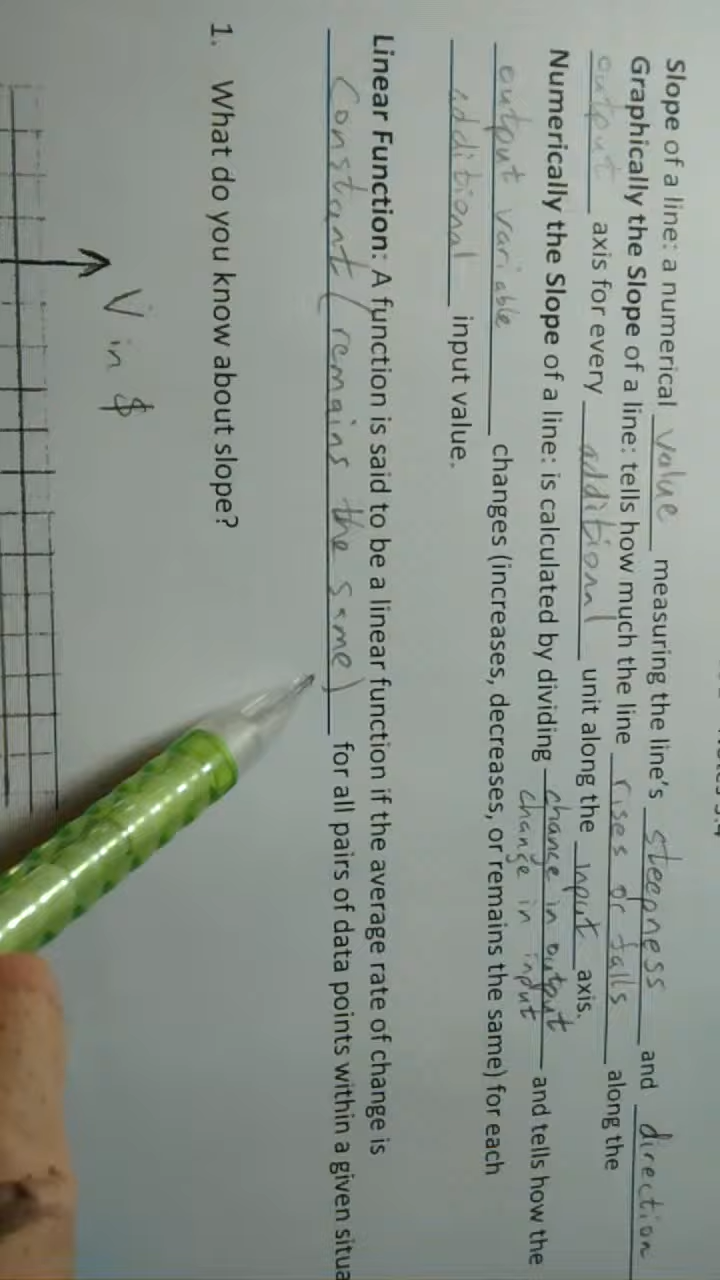 Slope of a line: a numerical value measuring the line's steepness and direction
Graphically the Slope of a line: tells how much the line rises or falls along the
output axis for every additional unit along the input axis.
Numerically the Slope of a line: is calculated by dividing change in output and tells how the
change in input
output variable changes (increases, decreases, or remains the same) for each
additional input value.
Linear Function: A function is said to be a linear function if the average rate of change is
Constant (remains the same) for all pairs of data points within a given situa
1. What do you know about slope?
V in $